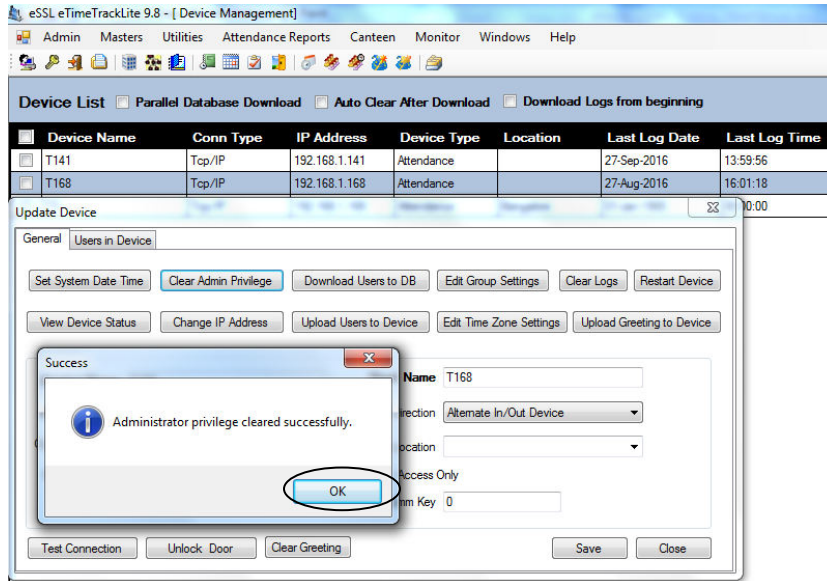 eSSL eTimeTrackLite 9.8 - [ Device Management]
Admin Masters Utilities Attendance Reports Canteen Monitor Windows Help
Device List Parallel Database Download Auto Clear After Download Download Logs from beginning
Device Name Conn Type IP Address Device Type Location Last Log Date Last Log Time
T141 Tcp/IP 192.168.1.141 Attendance 27-Sep-2016 13:59:56
T168 Tcp/IP 192.168.1.168 Attendance 27-Aug-2016 16:01:18
Update Device
General Users in Device
Set System Date Time Clear Admin Privilege Download Users to DB Edit Group Settings Clear Logs Restart Device
View Device Status Change IP Address Upload Users to Device Edit Time Zone Settings Upload Greeting to Device
Success
Administrator privilege cleared successfully.
OK
Name T168
irection Alternate In/Out Device
ocation
Access Only
mm Key 0
Test Connection Unlock Door Clear Greeting Save Close